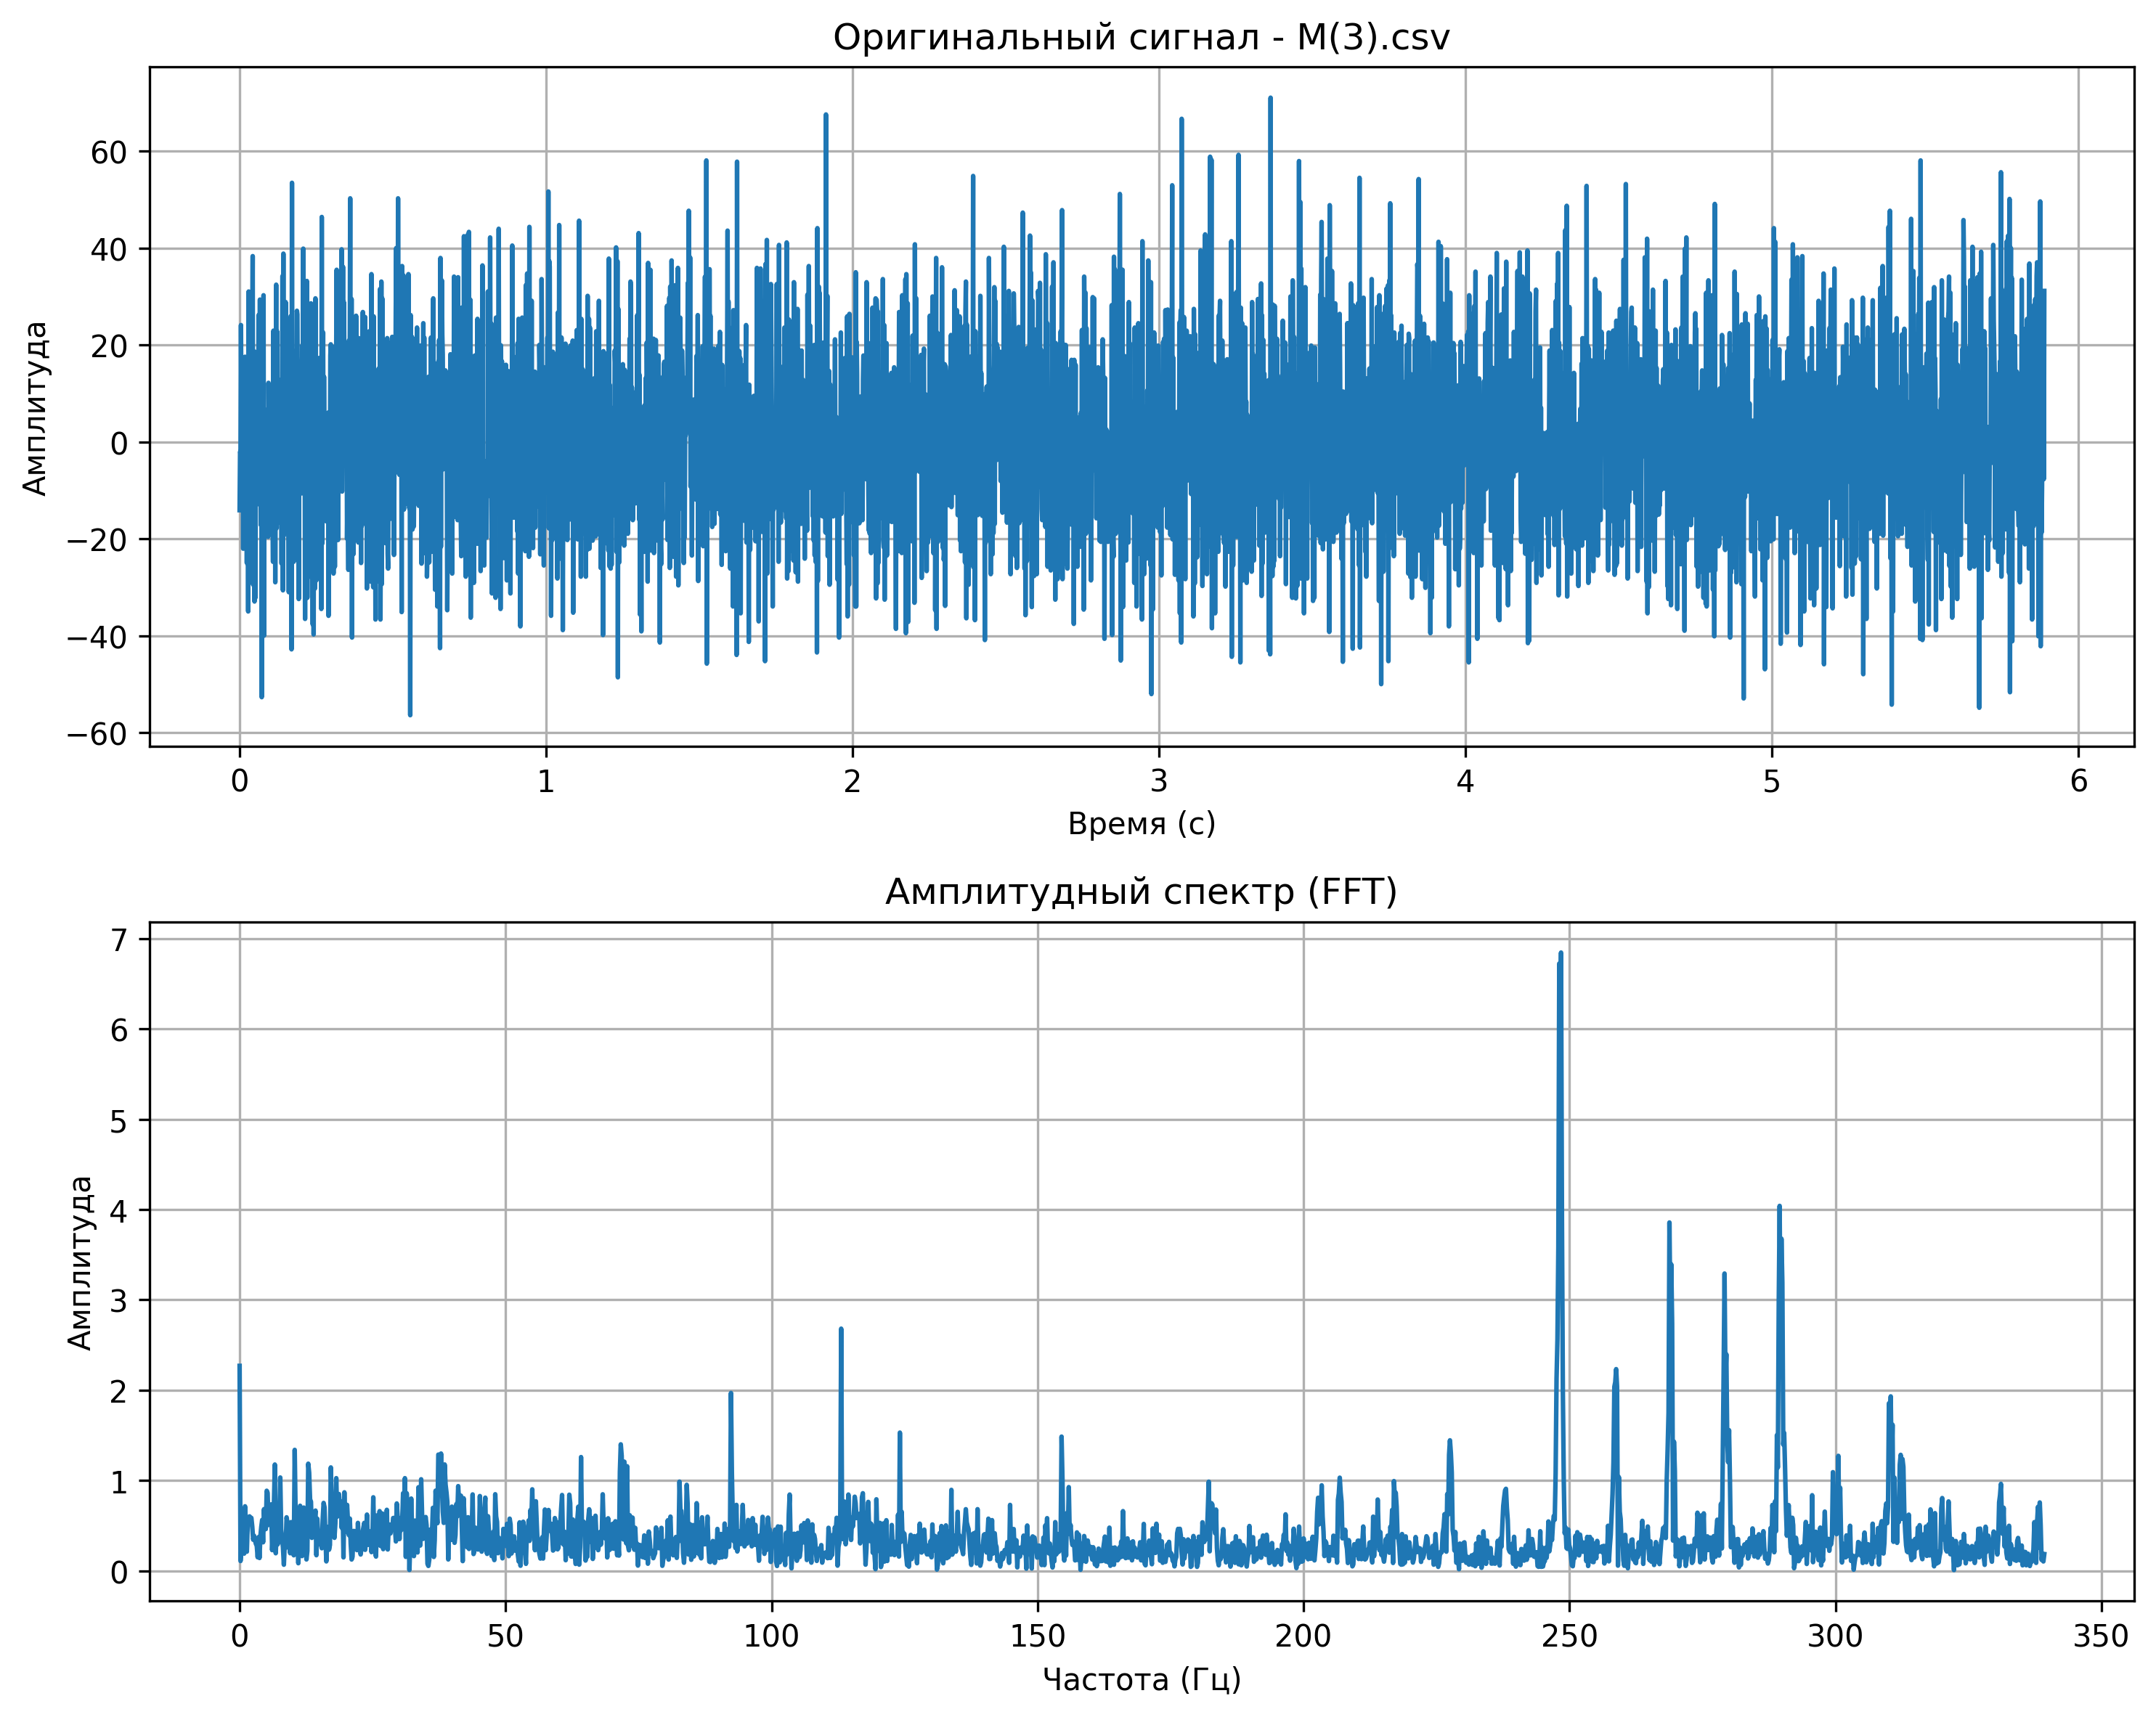 Оригинальный сигнал - M(3).csv
60
40
20
0
−20
−40
−60
Амплитуда
0 1 2 3 4 5 6
Время (с)
Амплитудный спектр (FFT)
7
6
5
4
3
2
1
0
Амплитуда
0 50 100 150 200 250 300 350
Частота (Гц)